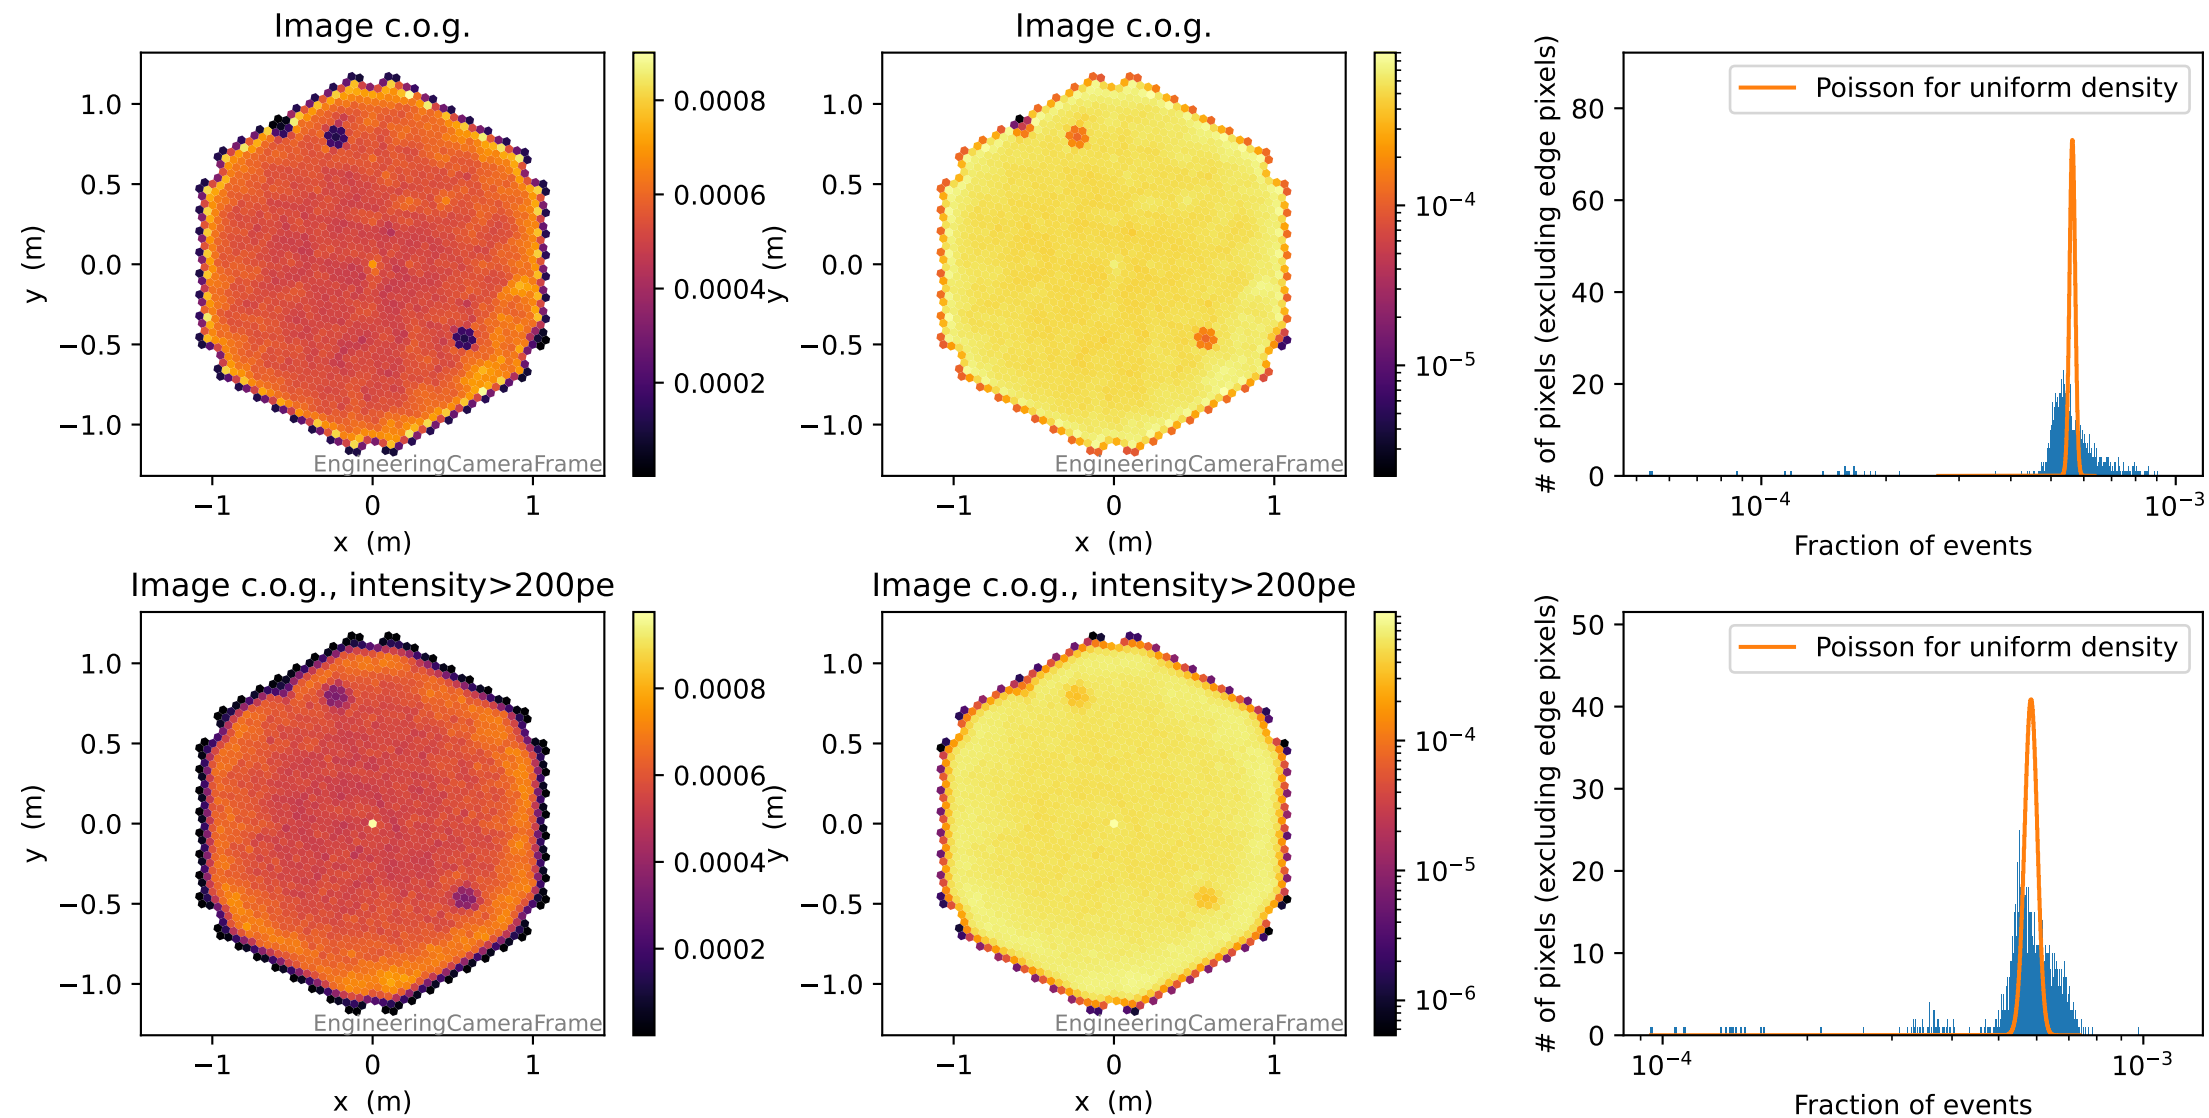 Image c.o.g.
1.0
0.5
0.0
−0.5
−1.0
y (m)
−1
0
1
x (m)
EngineeringCameraFrame
0.0008
0.0006
0.0004
0.0002
Image c.o.g.
1.0
0.5
0.0
−0.5
−1.0
y (m)
−1
0
1
x (m)
EngineeringCameraFrame
10⁻⁴
10⁻⁵
# of pixels (excluding edge pixels)
80
60
40
20
0
Poisson for uniform density
10⁻⁴
10⁻³
Fraction of events
Image c.o.g., intensity>200pe
1.0
0.5
0.0
−0.5
−1.0
y (m)
−1
0
1
x (m)
EngineeringCameraFrame
0.0008
0.0006
0.0004
0.0002
Image c.o.g., intensity>200pe
1.0
0.5
0.0
−0.5
−1.0
y (m)
−1
0
1
x (m)
EngineeringCameraFrame
10⁻⁴
10⁻⁵
10⁻⁶
# of pixels (excluding edge pixels)
50
40
30
20
10
0
Poisson for uniform density
10⁻⁴
10⁻³
Fraction of events